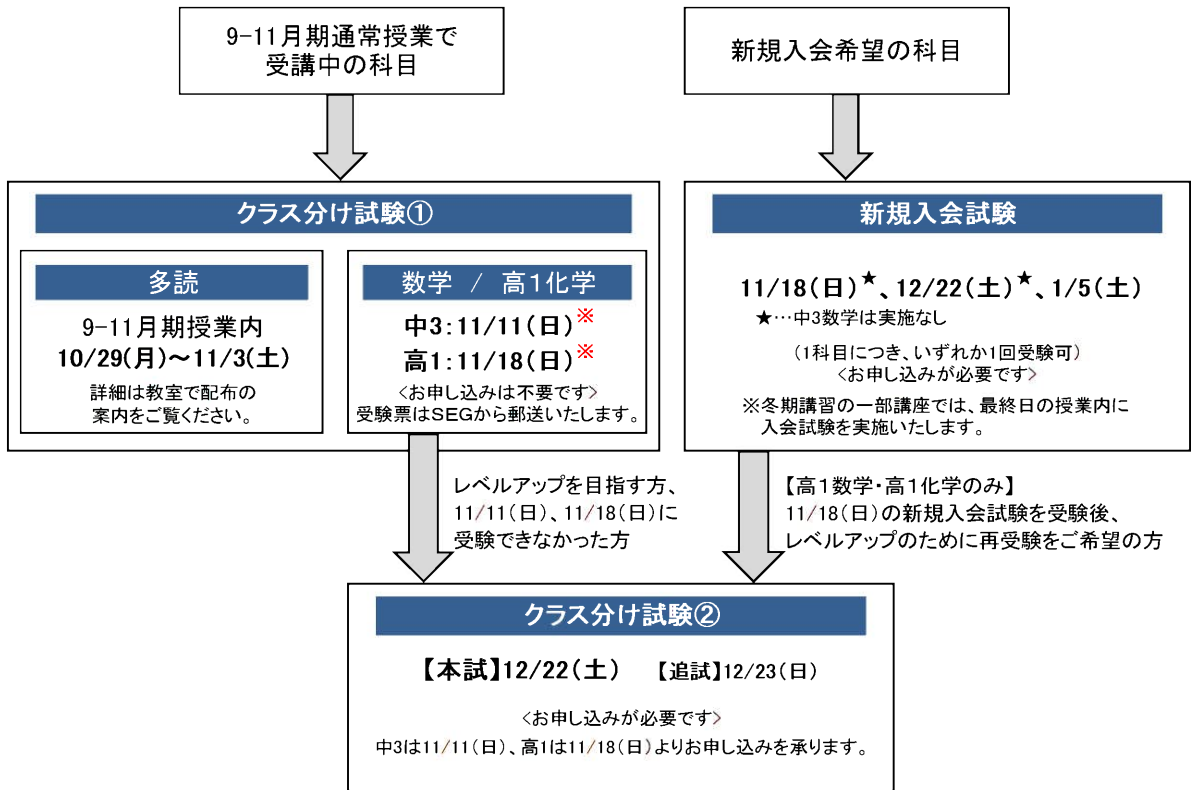 9-11月期通常授業で
受講中の科目
新規入会希望の科目
クラス分け試験①
多読
9-11月期授業内
10/29(月)～11/3(土)
詳細は教室で配布の
案内をご覧ください。
数学 / 高1化学
中3:11/11(日)※
高1:11/18(日)※
<お申し込みは不要です>
受験票はSEGから郵送いたします。
新規入会試験
11/18(日)★、12/22(土)★、1/5(土)
★…中3数学は実施なし
(1科目につき、いずれか1回受験可)
<お申し込みが必要です>
※冬期講習の一部講座では、最終日の授業内に
入会試験を実施いたします。
レベルアップを目指す方、
11/11(日)、11/18(日)に
受験できなかった方
【高1数学・高1化学のみ】
11/18(日)の新規入会試験を受験後、
レベルアップのために再受験をご希望の方
クラス分け試験②
【本試】12/22(土) 【追試】12/23(日)
<お申し込みが必要です>
中3は11/11(日)、高1は11/18(日)よりお申し込みを承ります。